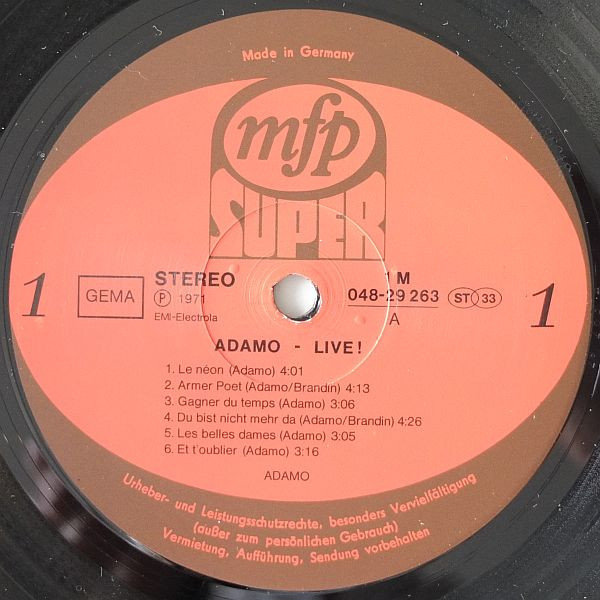 Made in Germany
mfp
SUPER
1
GEMA
STEREO
Ⓟ 1971
EMI-Electrola
1 M
048-29 263
A
ST 33
1
ADAMO - LIVE!
1. Le néon (Adamo) 4:01
2. Armer Poet (Adamo/Brandin) 4:13
3. Gagner du temps (Adamo) 3:06
4. Du bist nicht mehr da (Adamo/Brandin) 4:26
5. Les belles dames (Adamo) 3:05
6. Et t'oublier (Adamo) 3:16
ADAMO
Urheber- und Leistungsschutzrechte, besonders Vervielfältigung
(außer zum persönlichen Gebrauch)
Vermietung, Aufführung, Sendung vorbehalten